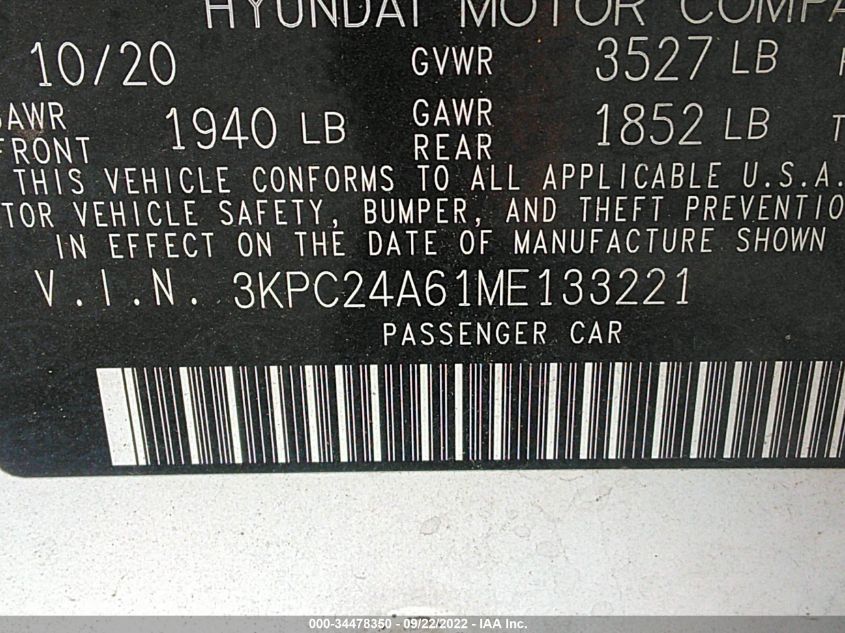 HYUNDAI MOTOR COMPA
10/20 GVWR 3527 LB
GAWR FRONT 1940 LB GAWR REAR 1852 LB T
THIS VEHICLE CONFORMS TO ALL APPLICABLE U.S.A.
TOR VEHICLE SAFETY, BUMPER, AND THEFT PREVENTIO
IN EFFECT ON THE DATE OF MANUFACTURE SHOWN
V.I.N. 3KPC24A61ME133221
PASSENGER CAR
000-34478350 - 09/22/2022 - IAA Inc.